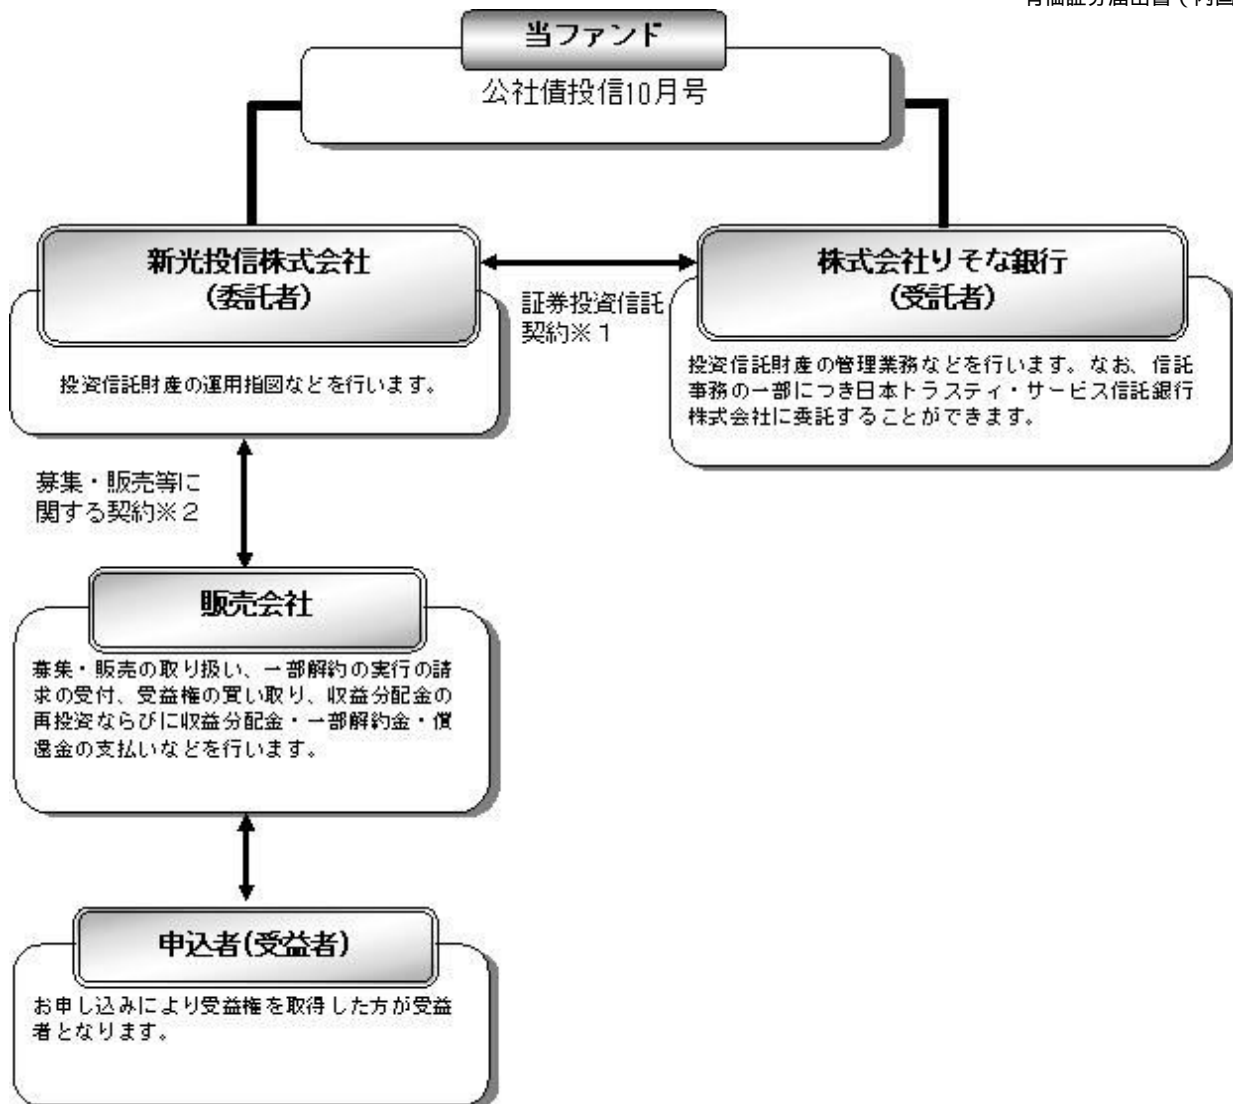 当ファンド
公社債投信10月号
新光投信株式会社
(委託者)
投資信託財産の運用指図などを行います。
証券投資信託
契約※1
株式会社りそな銀行
(受託者)
投資信託財産の管理業務などを行います。なお、信託
事務の一部につき日本トラスティ・サービス信託銀行
株式会社に委託することができます。
募集・販売等に
関する契約※2
販売会社
募集・販売の取り扱い、一部解約の実行の請
求の受付、受益権の買い取り、収益分配金の
再投資ならびに収益分配金・一部解約金・償
還金の支払いなどを行います。
申込者(受益者)
お申し込みにより受益権を取得した方が受益
者となります。